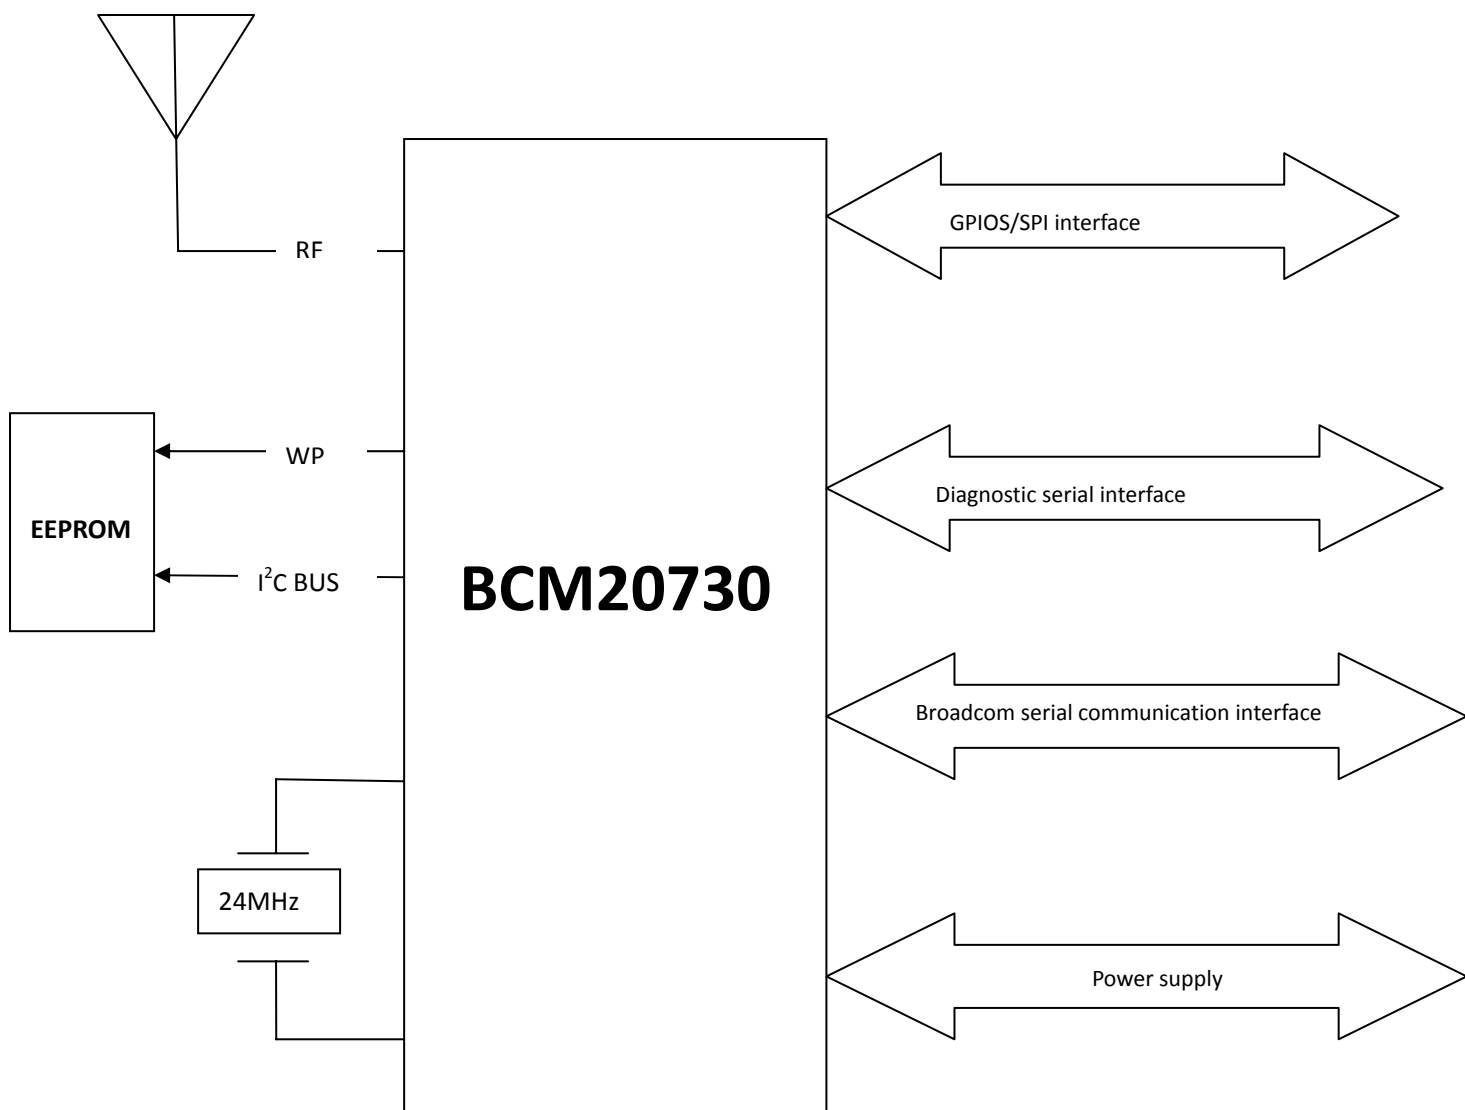 RF
GPIOS/SPI interface
WP
EEPROM
I²C BUS
BCM20730
Diagnostic serial interface
Broadcom serial communication interface
24MHz
Power supply